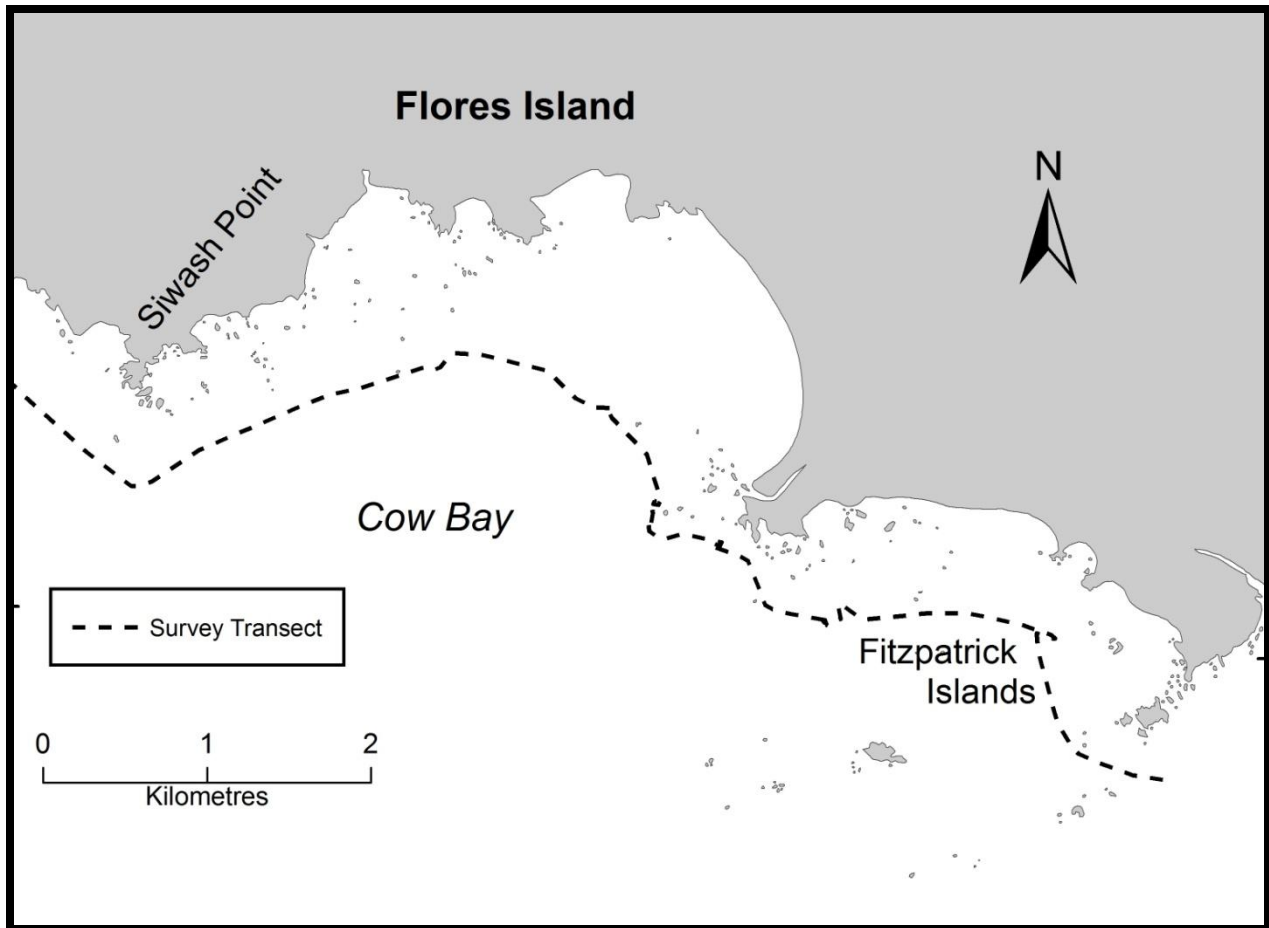 Flores Island
Siwash Point
N
Cow Bay
Survey Transect
Fitzpatrick
Islands
0 1 2
Kilometres